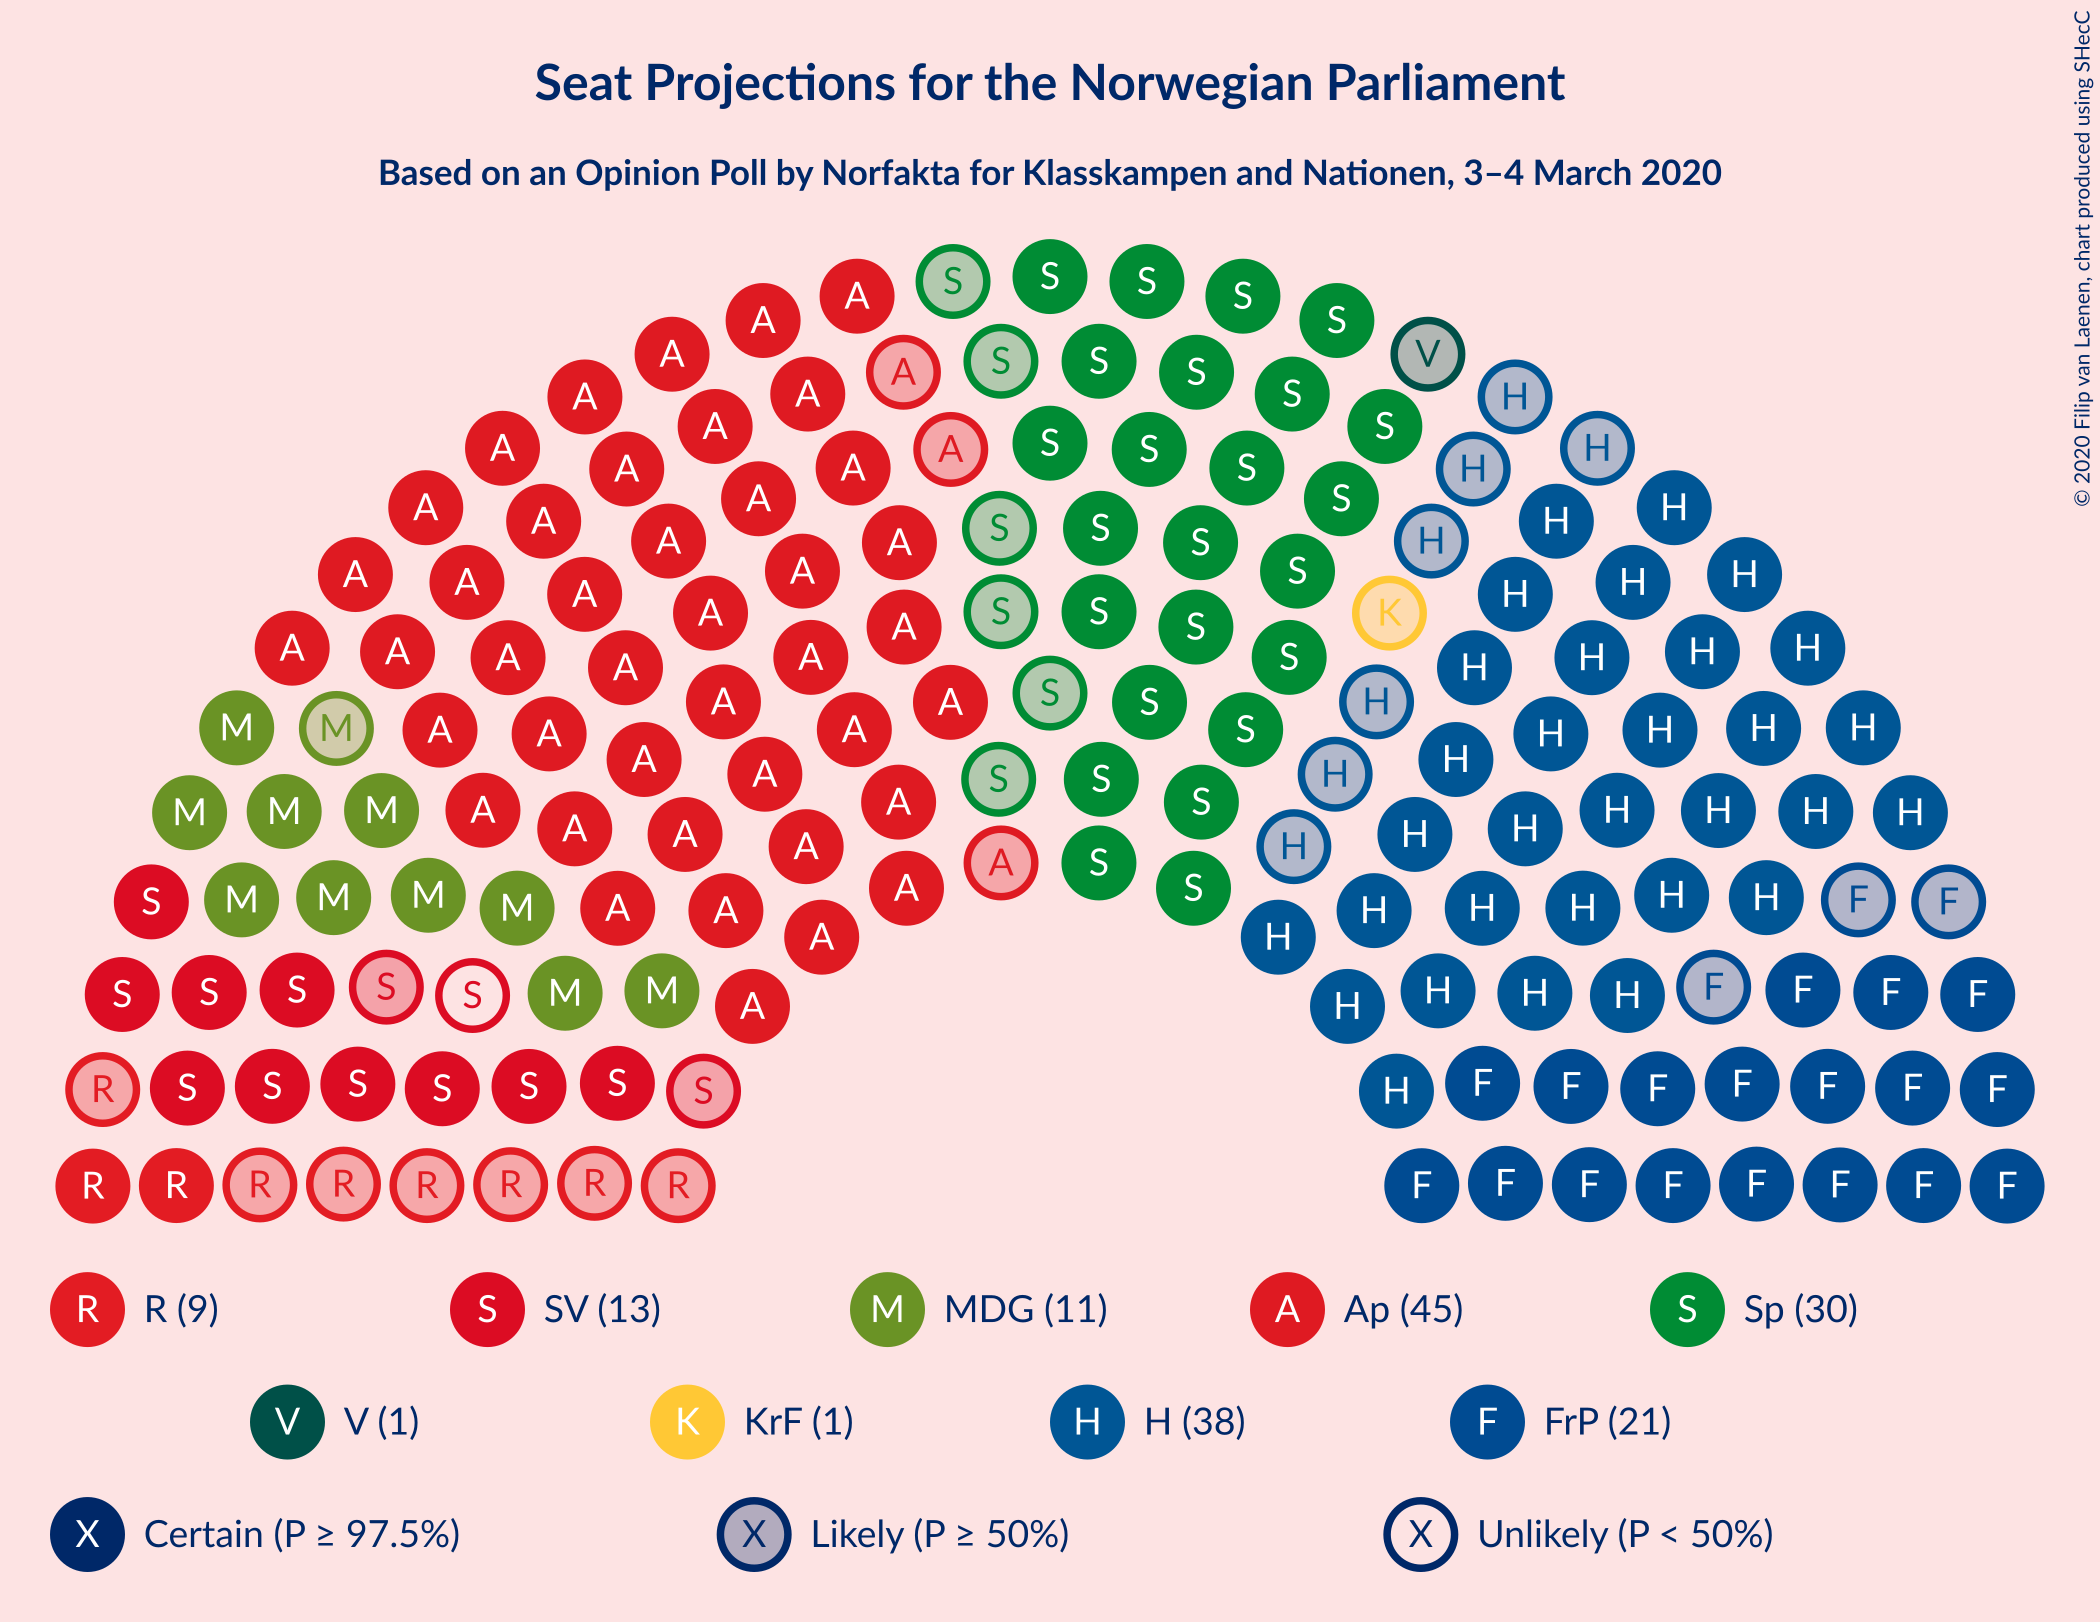 Seat Projections for the Norwegian Parliament
Based on an Opinion Poll by Norfakta for Klasskampen and Nationen, 3–4 March 2020
© 2020 Filip van Laenen, chart produced using SHecC
S S S S S
A A A A A A A A A
V H H H H H
A A A A A A A A
S S S S S
H H H H
A A A A A A
S S S S
R R R R R R R R
F F F F F F F F
R R (9)
S SV (13)
M MDG (11)
A Ap (45)
S Sp (30)
V V (1)
K KrF (1)
H H (38)
F FrP (21)
X Certain (P ≥ 97.5%)
X Likely (P ≥ 50%)
X Unlikely (P < 50%)